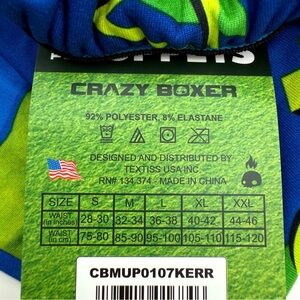 CRAZY BOXER
92% POLYESTER, 8% ELASTANE
DESIGNED AND DISTRIBUTED BY
TEXTISS USA INC.
RN# 134,374 - MADE IN CHINA
SIZE S M L XL XXL
WAIST (in inches) 28-30 32-34 36-38 40-42 44-46
WAIST (in cm) 75-80 85-90 95-100 105-110 115-120
CBMUP0107KERR